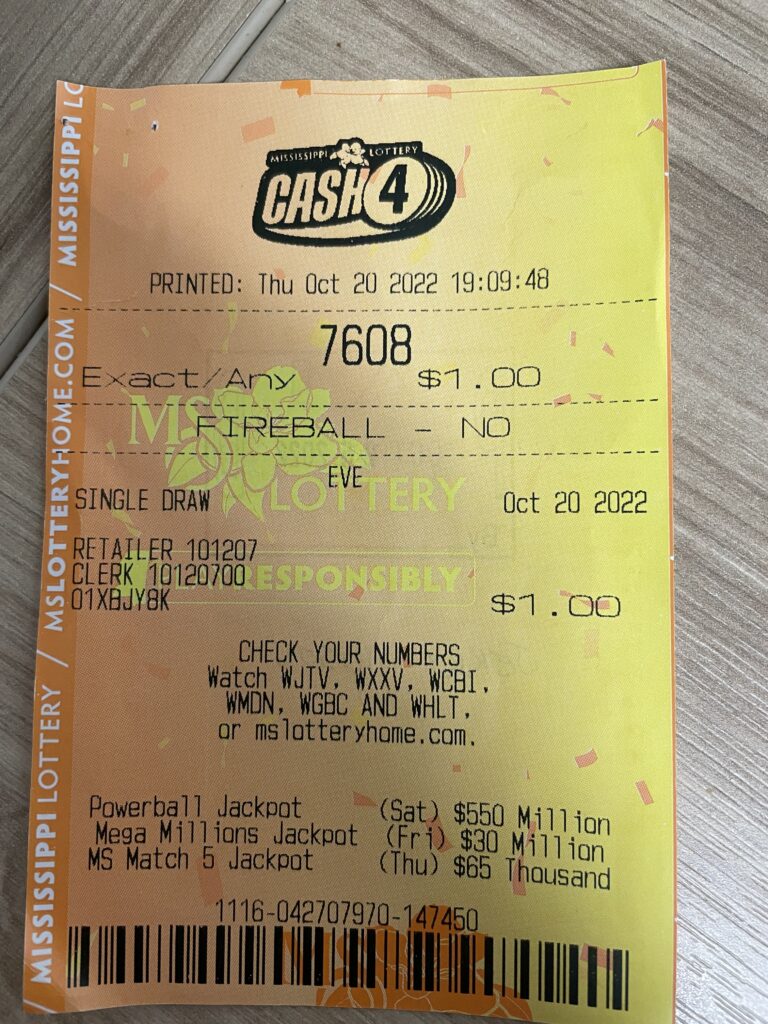 MISSISSIPPI LOTTERY
CASH 4
PRINTED: Thu Oct 20 2022 19:09:48
7608
Exact/Any $1.00
FIREBALL - NO
EVE
SINGLE DRAW Oct 20 2022
MS LOTTERY
RETAILER 101207
CLERK 10120700
RESPONSIBLY
01XBJY8K $1.00
CHECK YOUR NUMBERS
Watch WJTV, WXXV, WCBI,
WMDN, WGBC AND WHLT,
or mslotteryhome.com.
Powerball Jackpot (Sat) $550 Million
Mega Millions Jackpot (Fri) $30 Million
MS Match 5 Jackpot (Thu) $65 Thousand
1116-042707970-147450
MISSISSIPPI LOTTERY / MSLOTTERYHOME.COM / MISSISSIPPI LO